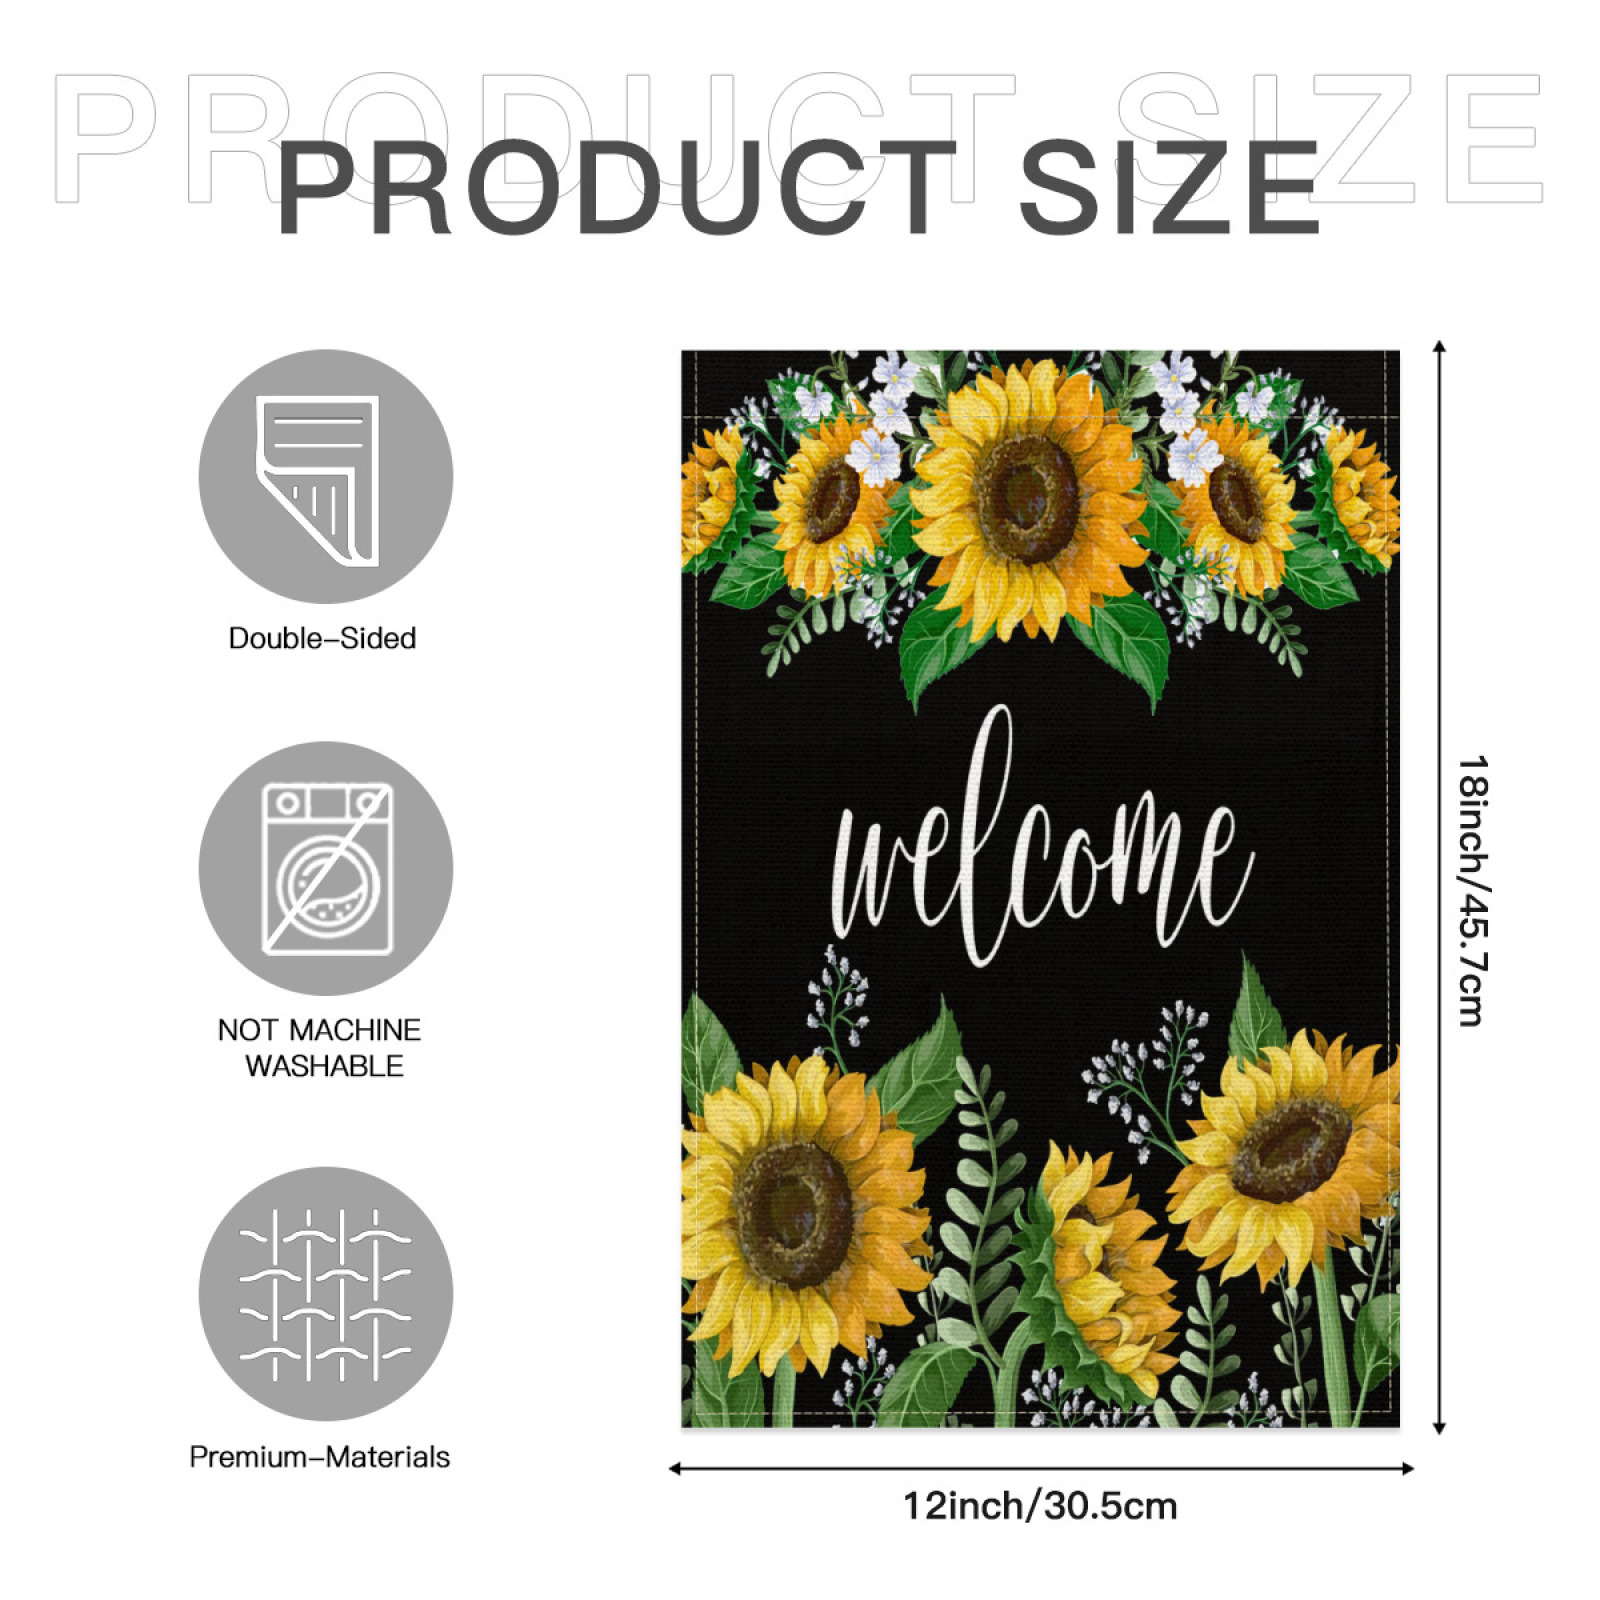 PRODUCT SIZE
PRODUCT SIZE
Double-Sided
NOT MACHINE
WASHABLE
Premium-Materials
welcome
18inch/45.7cm
12inch/30.5cm